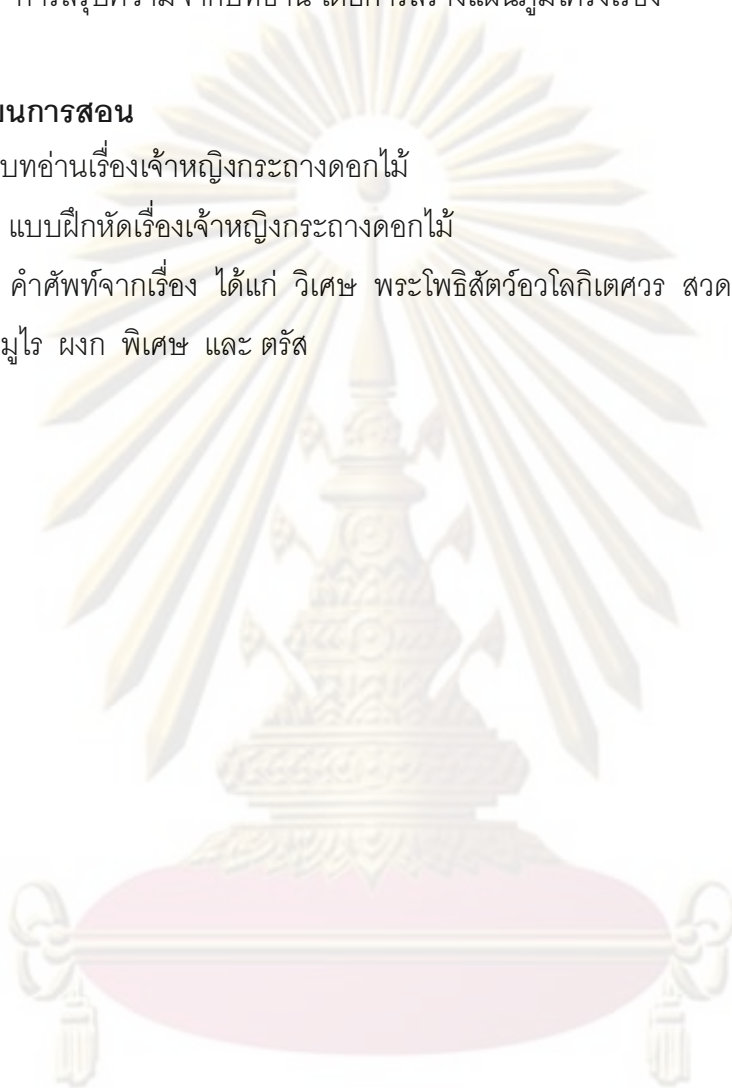 การสรุปความจากบทอ่าน โดยการสร้างแผนภูมิโครงเรื่อง
นการสอน
บทอ่านเรื่องเจ้าหญิงกระถางดอกไม้
แบบฝึกหัดเรื่องเจ้าหญิงกระถางดอกไม้
คำศัพท์จากเรื่อง ได้แก่ วิเศษ พระโพธิสัตว์อวโลกิเตศวร สวด
มูไร ผงก พิเศษ และ ตรัส